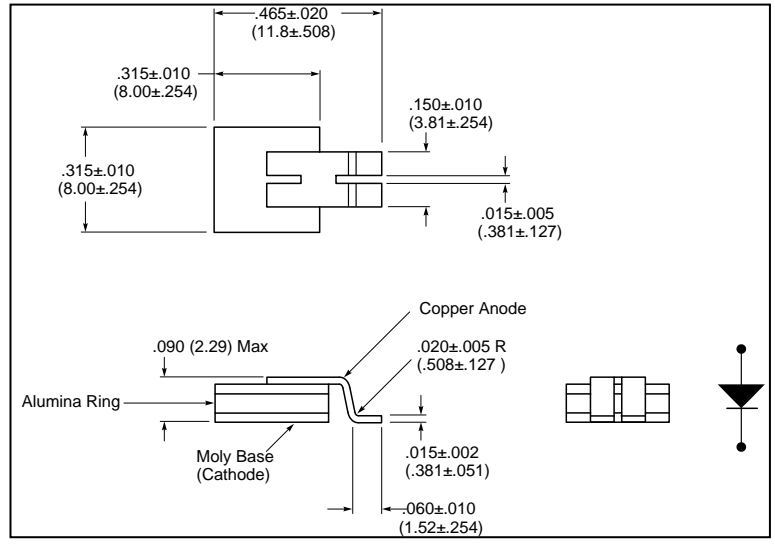 .465±.020
(11.8±.508)
.315±.010
(8.00±.254)
.150±.010
(3.81±.254)
.315±.010
(8.00±.254)
.015±.005
(.381±.127)
Copper Anode
.090 (2.29) Max
.020±.005 R
(.508±.127 )
Alumina Ring
Moly Base
(Cathode)
.015±.002
(.381±.051)
.060±.010
(1.52±.254)